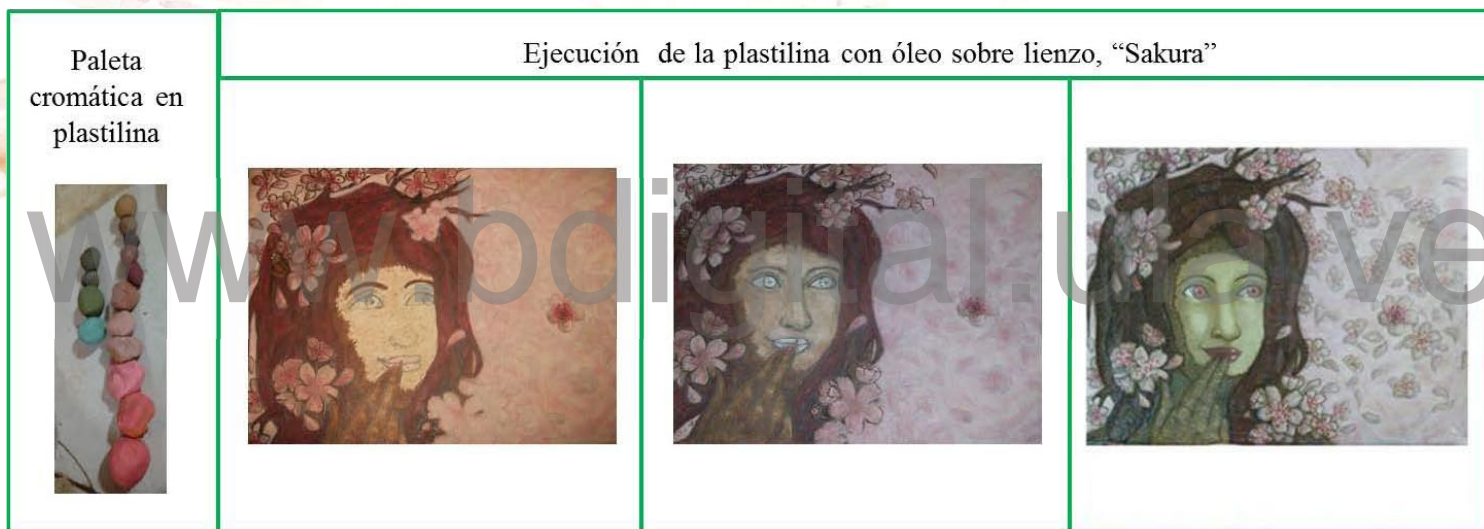 Paleta
cromática en
plastilina
Ejecución de la plastilina con óleo sobre lienzo, “Sakura”
www.bdigital.ula.ve